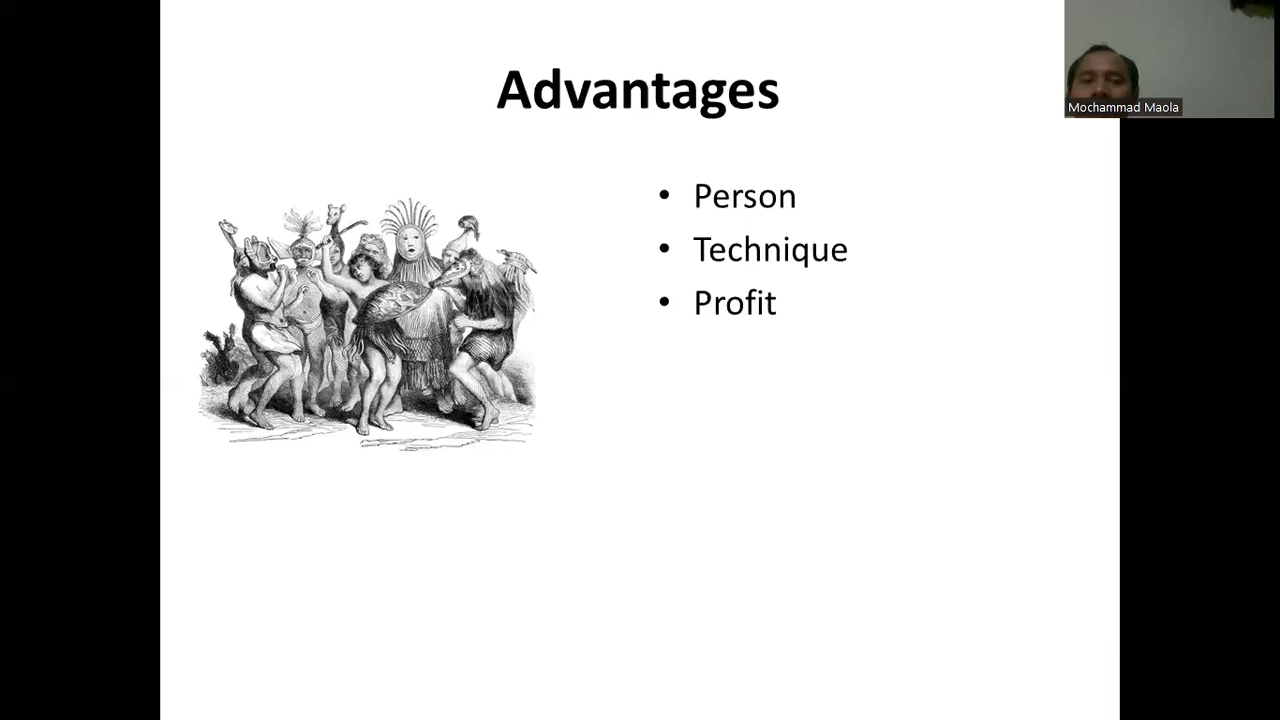 Advantages
Mochammad Maola
Person
Technique
Profit